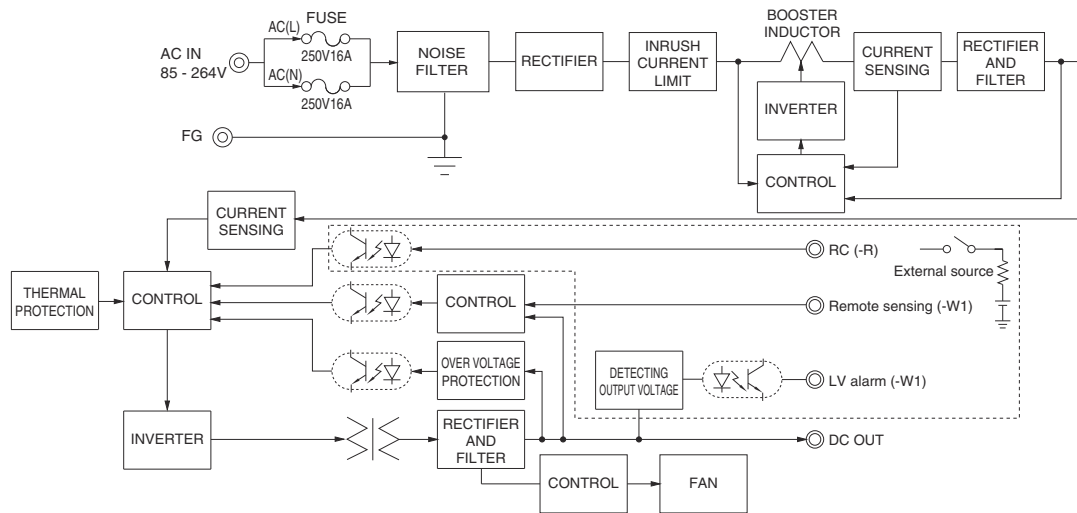 FUSE
AC(L)
250V16A
AC IN
85 - 264V
AC(N)
250V16A
FG
NOISE
FILTER
RECTIFIER
INRUSH
CURRENT
LIMIT
BOOSTER
INDUCTOR
CURRENT
SENSING
RECTIFIER
AND
FILTER
INVERTER
CONTROL
CURRENT
SENSING
RC (-R)
External source
THERMAL
PROTECTION
CONTROL
CONTROL
Remote sensing (-W1)
OVER VOLTAGE
PROTECTION
DETECTING
OUTPUT VOLTAGE
LV alarm (-W1)
INVERTER
RECTIFIER
AND
FILTER
DC OUT
CONTROL
FAN